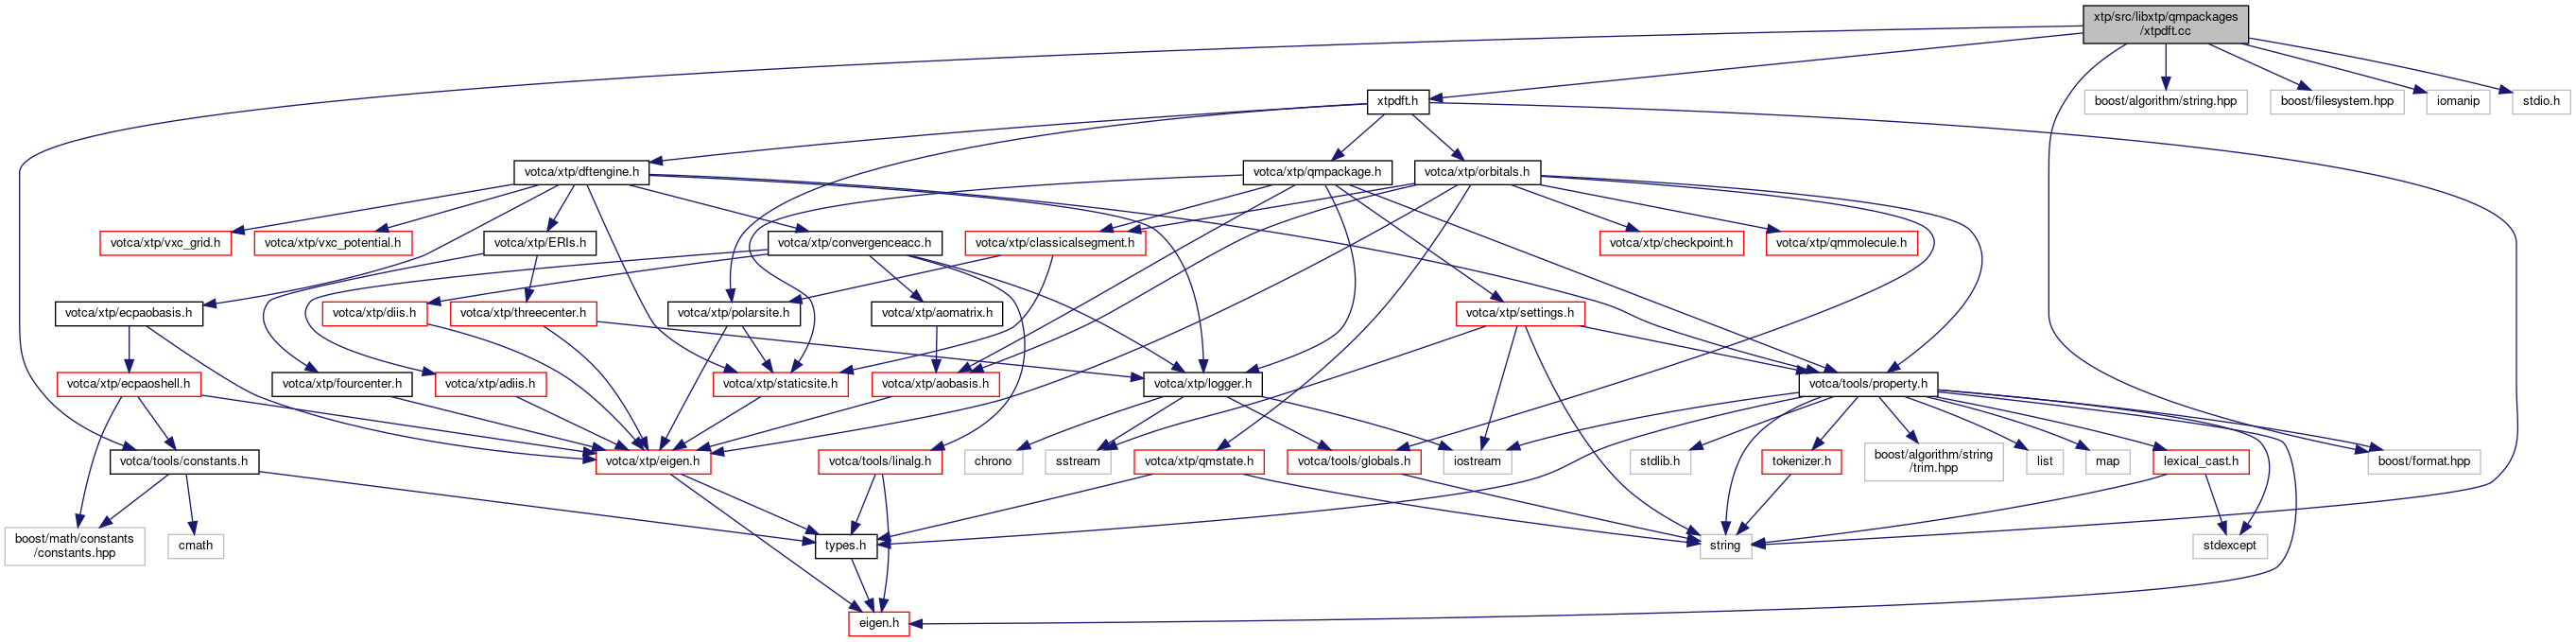 xtp/src/libxtp/qmpackages
/xtpdft.cc
xtpdft.h
boost/algorithm/string.hpp
boost/filesystem.hpp
iomanip
stdio.h
votca/xtp/dftengine.h
votca/xtp/qmpackage.h
votca/xtp/orbitals.h
votca/xtp/vxc_grid.h
votca/xtp/vxc_potential.h
votca/xtp/ERIs.h
votca/xtp/convergenceacc.h
votca/xtp/classicalsegment.h
votca/xtp/checkpoint.h
votca/xtp/qmmolecule.h
votca/xtp/ecpaobasis.h
votca/xtp/diis.h
votca/xtp/threecenter.h
votca/xtp/polarsite.h
votca/xtp/aomatrix.h
votca/xtp/settings.h
votca/xtp/ecpaoshell.h
votca/xtp/fourcenter.h
votca/xtp/adiis.h
votca/xtp/staticsite.h
votca/xtp/aobasis.h
votca/xtp/logger.h
votca/tools/property.h
votca/tools/constants.h
votca/xtp/eigen.h
votca/tools/linalg.h
chrono
sstream
votca/xtp/qmstate.h
votca/tools/globals.h
iostream
stdlib.h
tokenizer.h
boost/algorithm/string
/trim.hpp
list
map
lexical_cast.h
boost/format.hpp
boost/math/constants
/constants.hpp
cmath
types.h
string
stdexcept
eigen.h